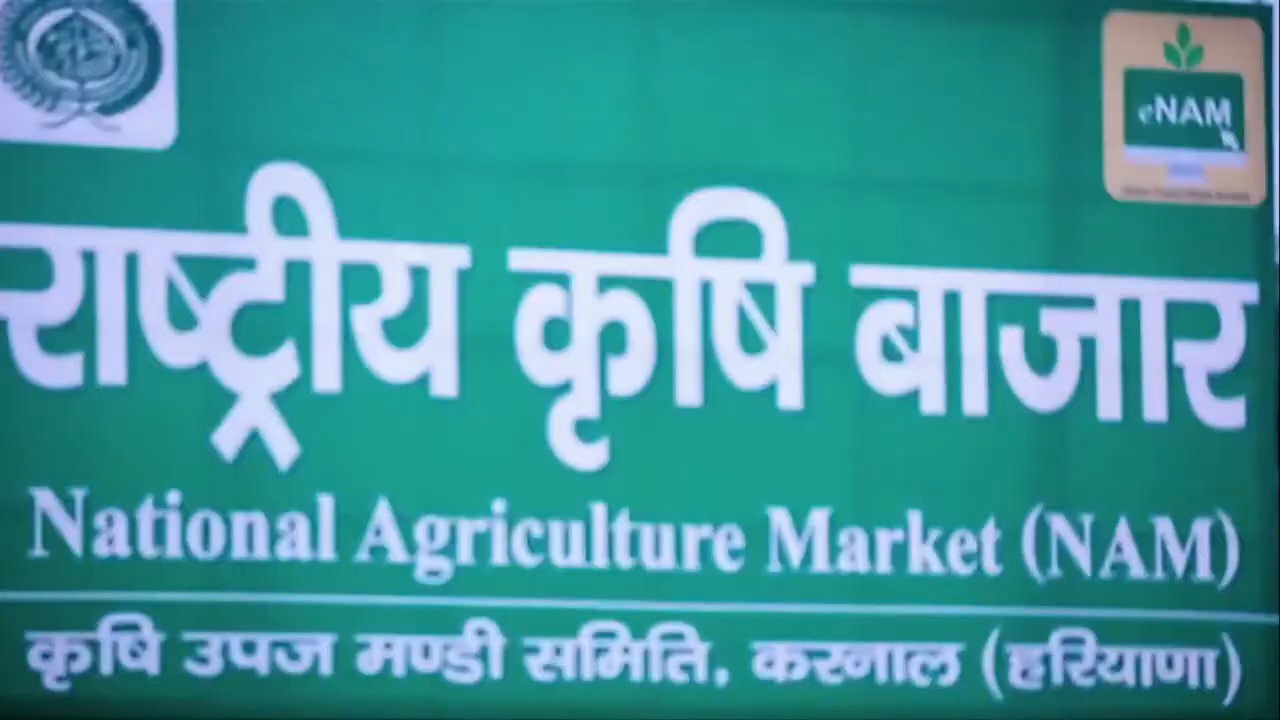 eNAM
राष्ट्रीय कृषि बाजार
National Agriculture Market (NAM)
कृषि उपज मण्डी समिति, करनाल (हरियाणा)